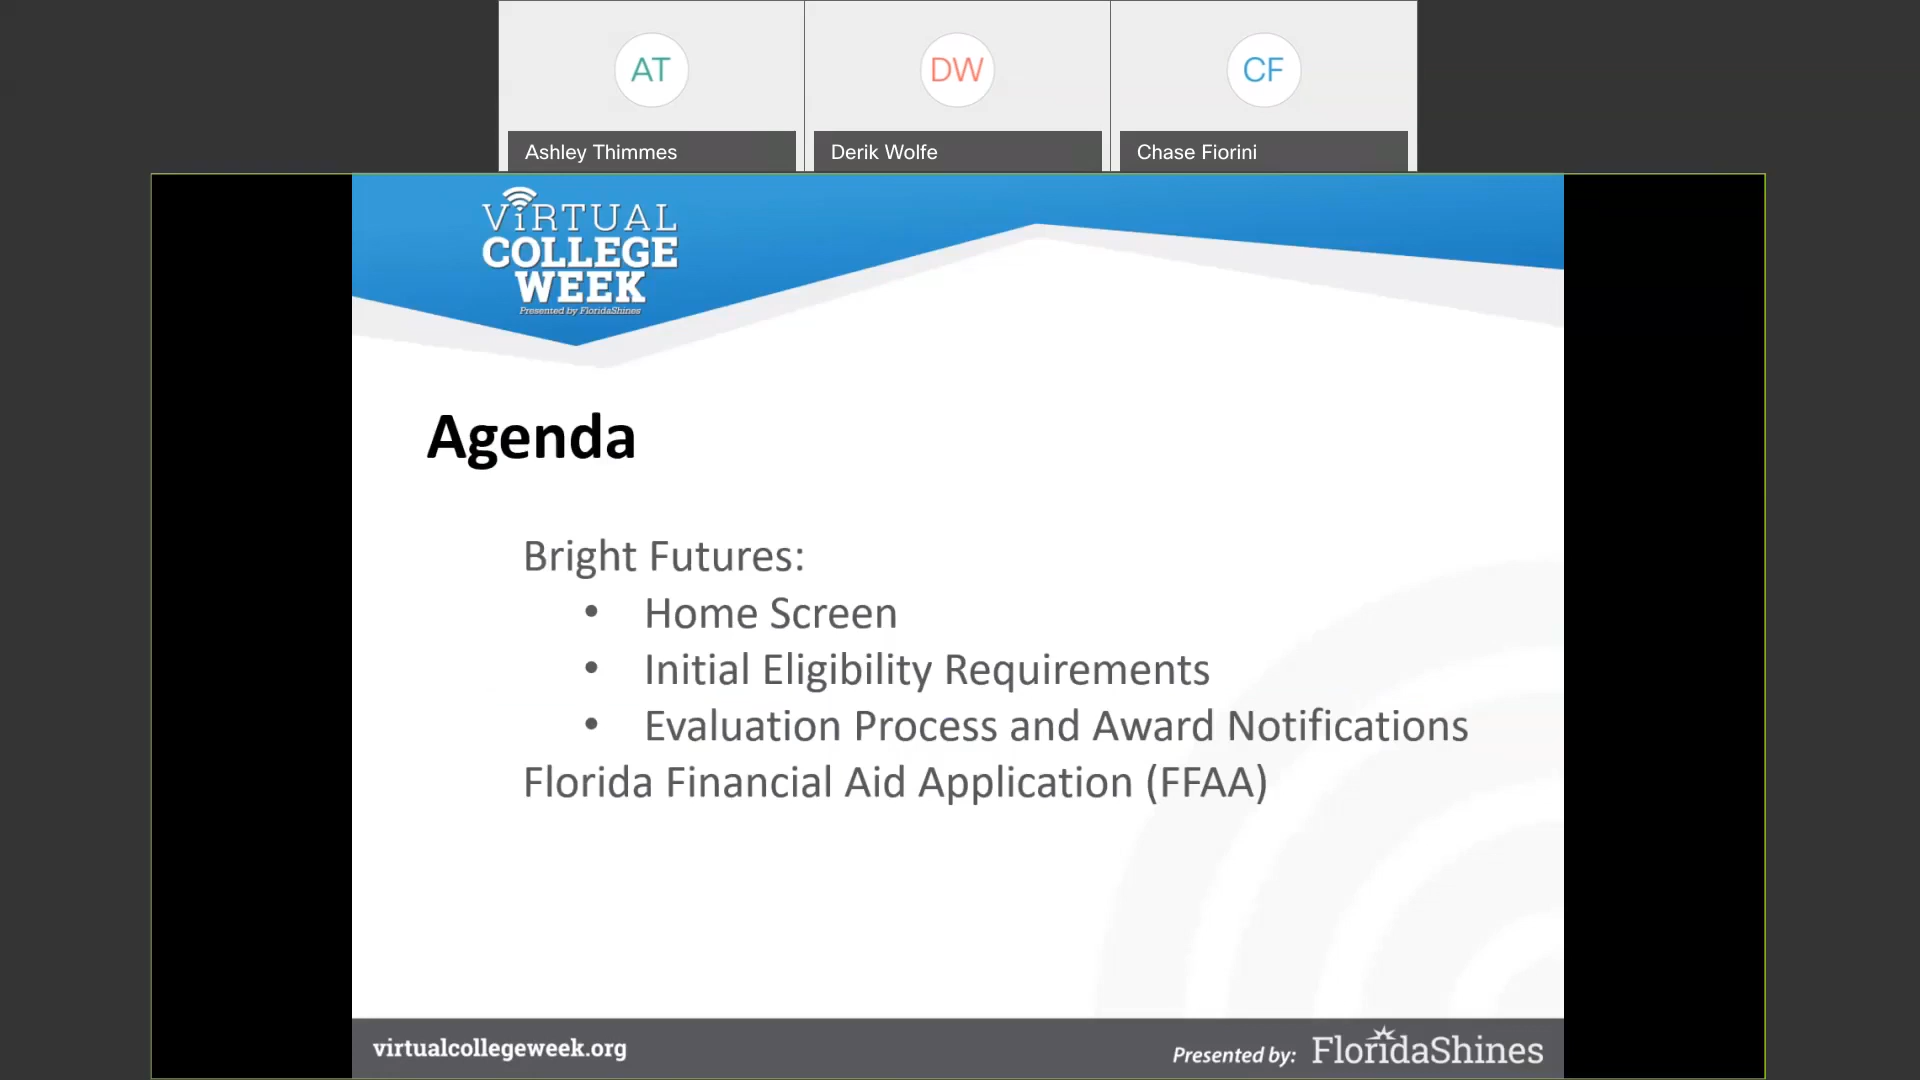 AT
DW
CF
Ashley Thimmes
Derik Wolfe
Chase Fiorini
ViRTUAL
COLLEGE
WEEK
Presented by FloridaShines
Agenda
Bright Futures:
• Home Screen
• Initial Eligibility Requirements
• Evaluation Process and Award Notifications
Florida Financial Aid Application (FFAA)
virtualcollegeweek.org
Presented by: FloridaShines